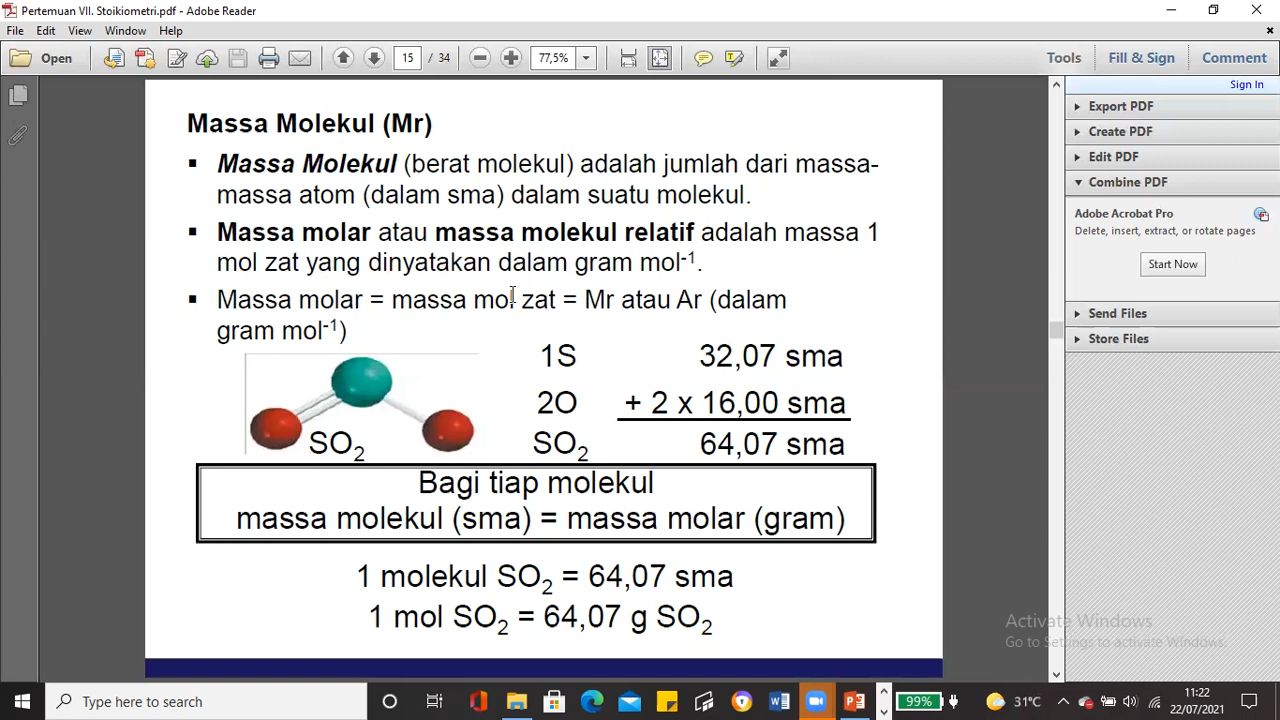 Pertemuan VII. Stoikiometri.pdf - Adobe Reader
File Edit View Window Help
Open 15 / 34 77,5% Tools Fill & Sign Comment
Sign In
Export PDF
Create PDF
Edit PDF
Combine PDF
Adobe Acrobat Pro
Delete, insert, extract, or rotate pages
Start Now
Send Files
Store Files
Massa Molekul (Mr)
▪ Massa Molekul (berat molekul) adalah jumlah dari massa-
massa atom (dalam sma) dalam suatu molekul.
▪ Massa molar atau massa molekul relatif adalah massa 1
mol zat yang dinyatakan dalam gram mol⁻¹.
▪ Massa molar = massa mol zat = Mr atau Ar (dalam
gram mol⁻¹)
1S 32,07 sma
2O + 2 x 16,00 sma
SO₂ SO₂ 64,07 sma
Bagi tiap molekul
massa molekul (sma) = massa molar (gram)
1 molekul SO₂ = 64,07 sma
1 mol SO₂ = 64,07 g SO₂
Activate Windows
Go to Settings to activate Windows.
Type here to search
99%
31°C
11:22
22/07/2021